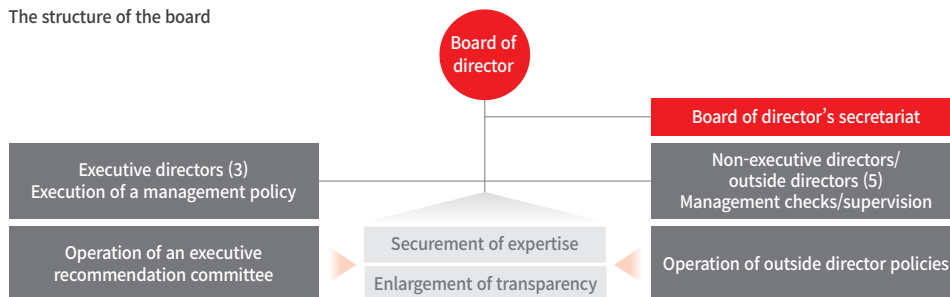 The structure of the board
Board of
director
Board of director's secretariat
Executive directors (3)
Execution of a management policy
Non-executive directors/
outside directors (5)
Management checks/supervision
Operation of an executive
recommendation committee
Securement of expertise
Enlargement of transparency
Operation of outside director policies